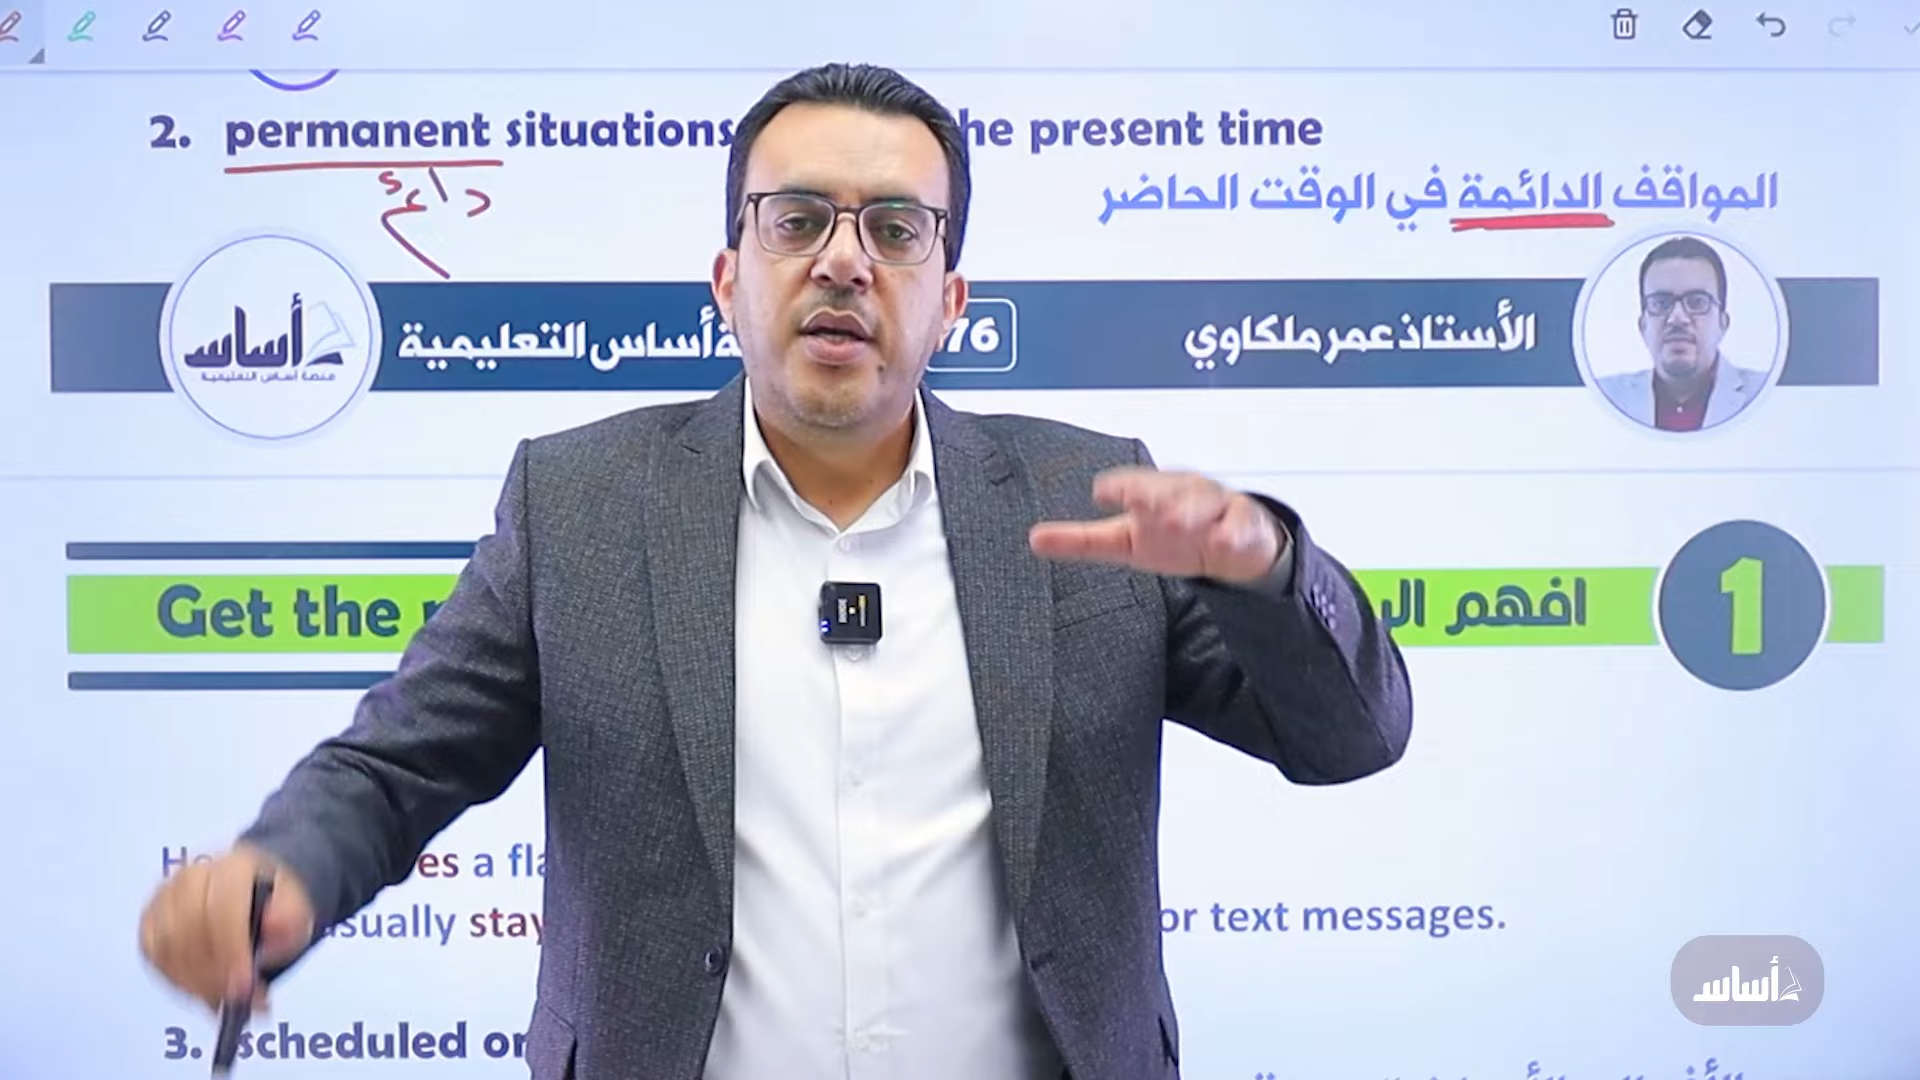 2. permanent situations he present time
دائم
المواقف الدائمة في الوقت الحاضر
الأستاذ عمر ملكاوي
76
ة أساس التعليمية
أساس
منصة أساس التعليمية
Get the
افهم ال
1
es a fla
sually stay or text messages.
3. scheduled or
أساس